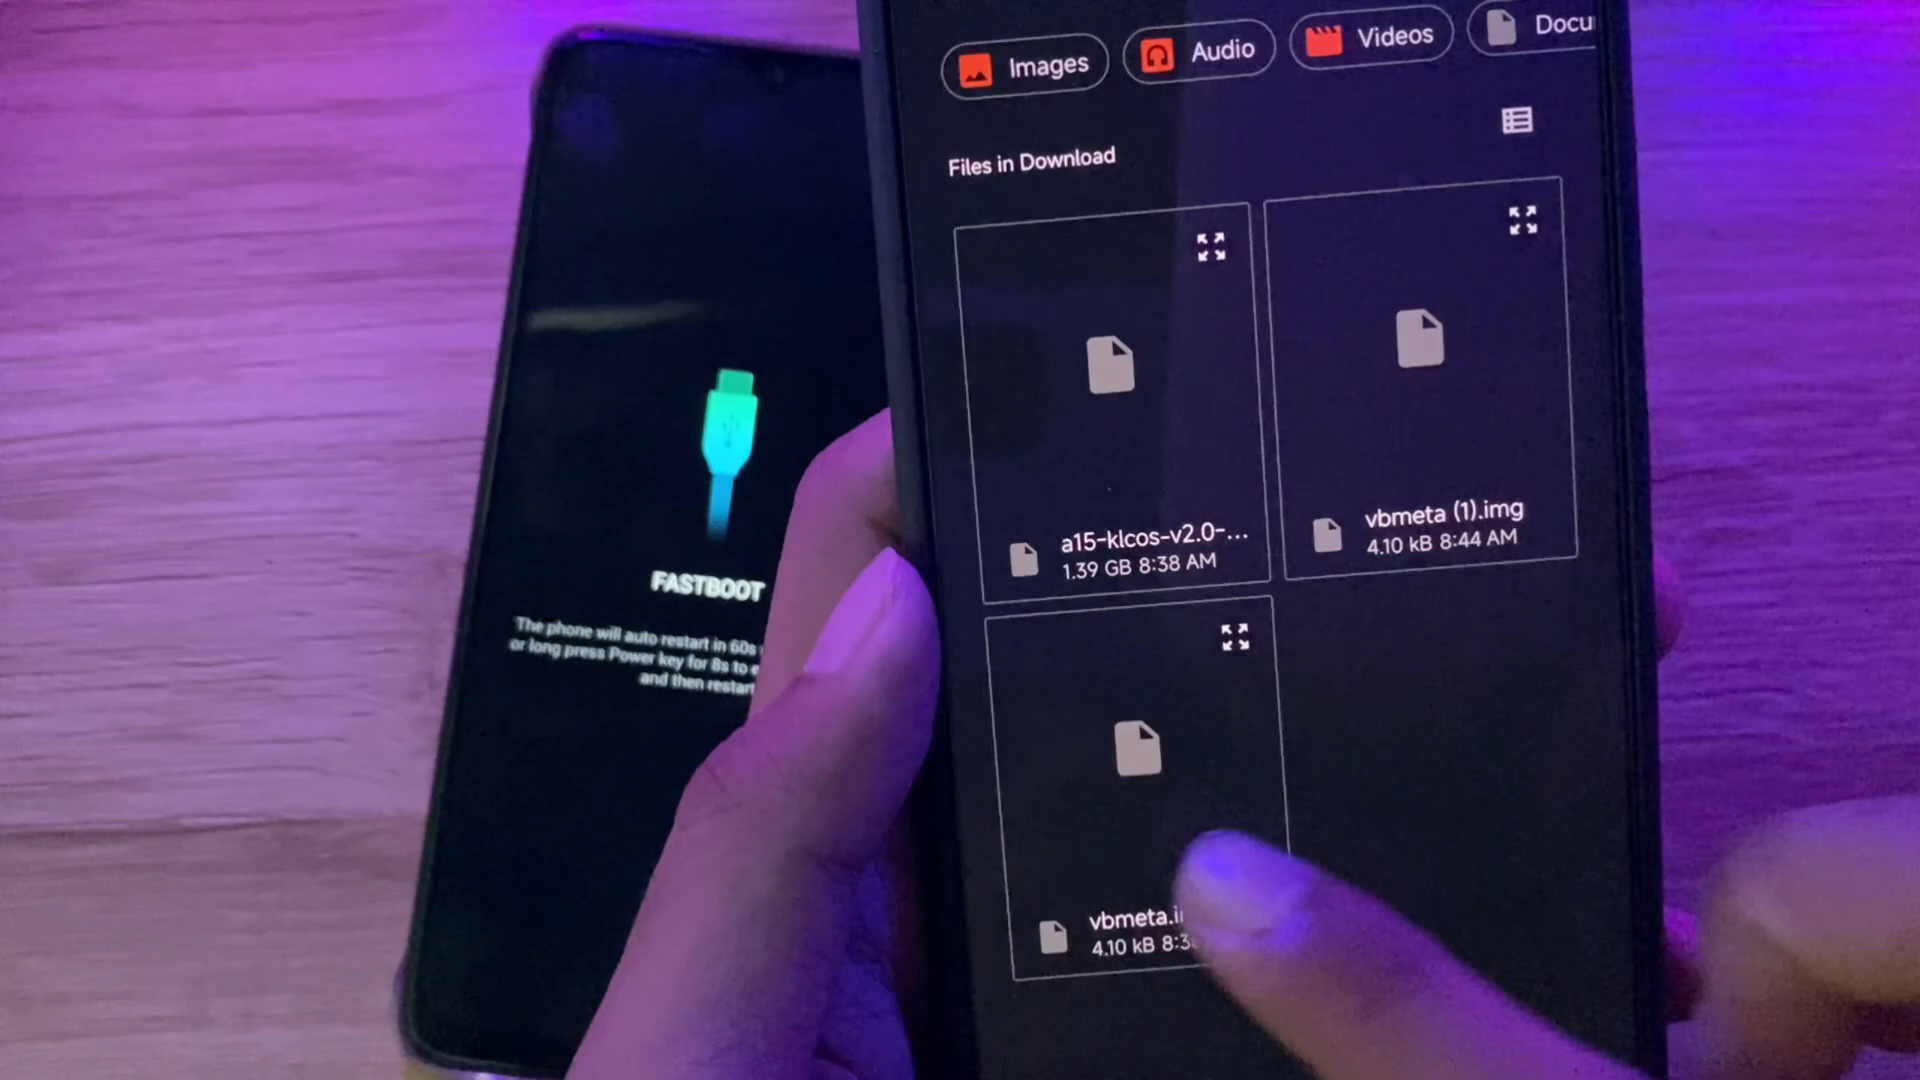 Images
Audio
Videos
Docu
Files in Download
a15-klcos-v2.0-...
1.39 GB 8:38 AM
vbmeta (1).img
4.10 kB 8:44 AM
vbmeta.i
4.10 kB 8:3
FASTBOOT
The phone will auto restart in 60s
or long press Power key for 8s to
and then restart